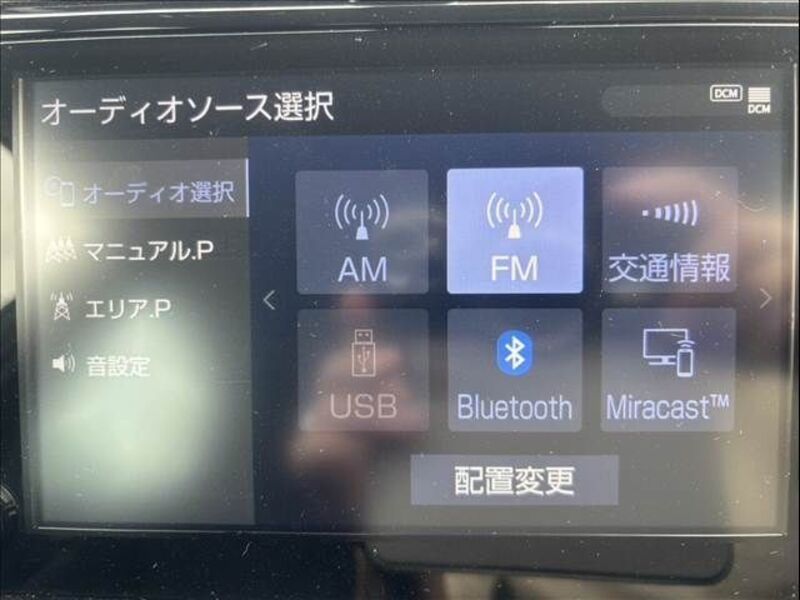 オーディオソース選択
DCM
DCM
オーディオ選択
マニュアル.P
エリア.P
音設定
AM
FM
交通情報
USB
Bluetooth
Miracast™
配置変更